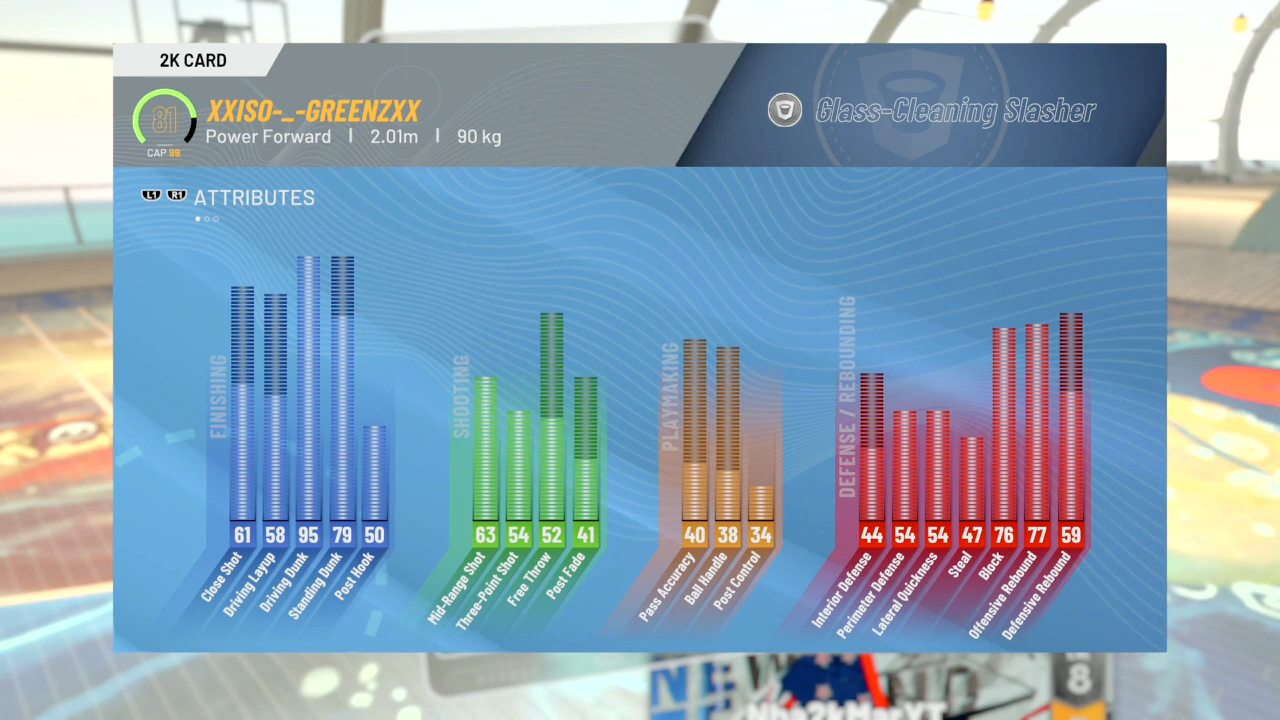 2K CARD
81
CAP 99
XXISO-_-GREENZXX
Power Forward | 2.01m | 90 kg
Glass-Cleaning Slasher
L1 R1 ATTRIBUTES
FINISHING
61 58 95 79 50
Close Shot
Driving Layup
Driving Dunk
Standing Dunk
Post Hook
SHOOTING
63 54 52 41
Mid-Range Shot
Three-Point Shot
Free Throw
Post Fade
PLAYMAKING
40 38 34
Pass Accuracy
Ball Handle
Post Control
DEFENSE / REBOUNDING
44 54 54 47 76 77 59
Interior Defense
Perimeter Defense
Lateral Quickness
Steal
Block
Offensive Rebound
Defensive Rebound
8
Nba2kMarYT